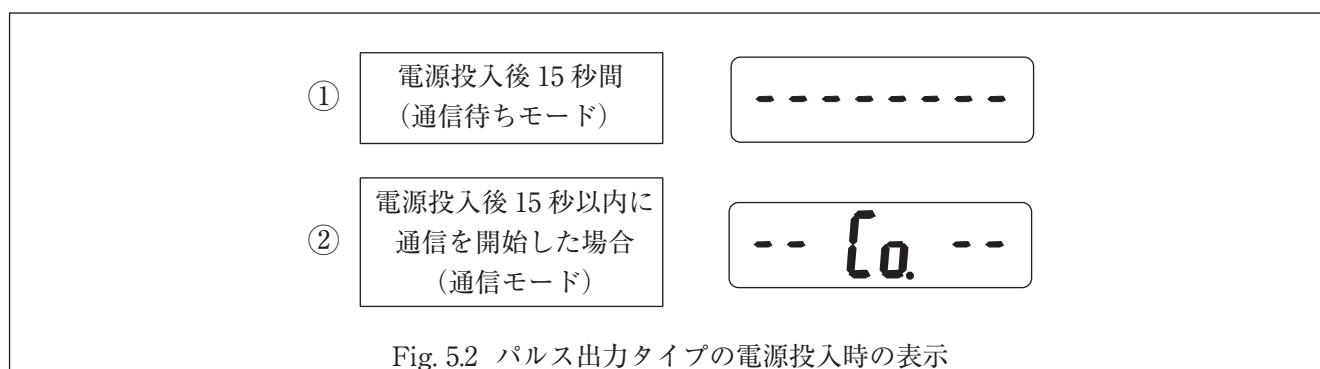 ①
電源投入後 15 秒間
(通信待ちモード)
--------
②
電源投入後 15 秒以内に
通信を開始した場合
(通信モード)
-- Co. --
Fig. 5.2 パルス出力タイプの電源投入時の表示